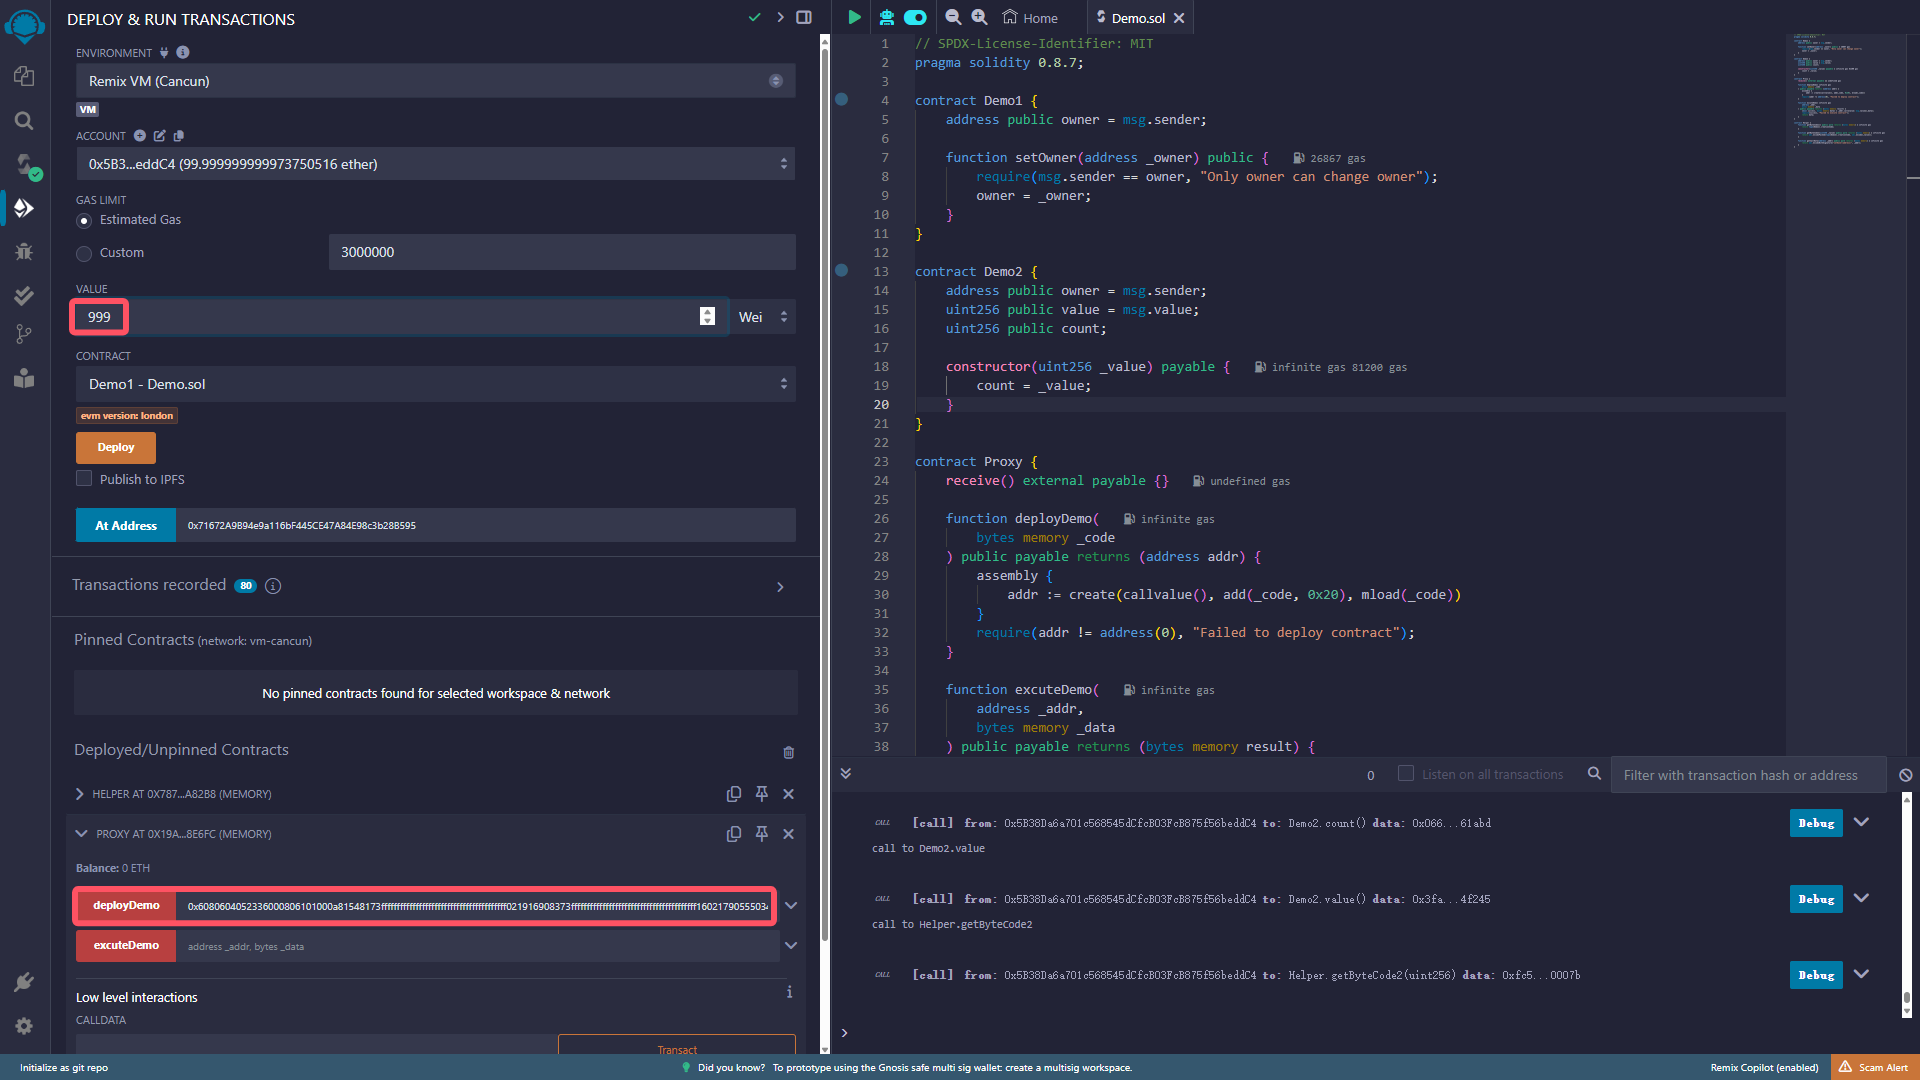 DEPLOY & RUN TRANSACTIONS
ENVIRONMENT
Remix VM (Cancun)
VM
ACCOUNT
0x5B3...eddC4 (99.999999999973750516 ether)
GAS LIMIT
Estimated Gas
Custom
3000000
VALUE
999
Wei
CONTRACT
Demo1 - Demo.sol
evm version: london
Deploy
Publish to IPFS
At Address
0x71672A9B94e9a116bF445CE47A84E98c3b28B595
Transactions recorded 80
Pinned Contracts (network: vm-cancun)
No pinned contracts found for selected workspace & network
Deployed/Unpinned Contracts
HELPER AT 0X787...A82B8 (MEMORY)
PROXY AT 0X19A...8E6FC (MEMORY)
Balance: 0 ETH
deployDemo
excuteDemo
address _addr, bytes _data
Low level interactions
CALLDATA
Transact
Home
Demo.sol
1 // SPDX-License-Identifier: MIT
2 pragma solidity 0.8.7;
3
4 contract Demo1 {
5 address public owner = msg.sender;
6
7 function setOwner(address _owner) public { 26867 gas
8 require(msg.sender == owner, "Only owner can change owner");
9 owner = _owner;
10 }
11 }
12
13 contract Demo2 {
14 address public owner = msg.sender;
15 uint256 public value = msg.value;
16 uint256 public count;
17
18 constructor(uint256 _value) payable { infinite gas 81200 gas
19 count = _value;
20 }
21 }
22
23 contract Proxy {
24 receive() external payable {} undefined gas
25
26 function deployDemo( infinite gas
27 bytes memory _code
28 ) public payable returns (address addr) {
29 assembly {
30 addr := create(callvalue(), add(_code, 0x20), mload(_code))
31 }
32 require(addr != address(0), "Failed to deploy contract");
33 }
34
35 function excuteDemo( infinite gas
36 address _addr,
37 bytes memory _data
38 ) public payable returns (bytes memory result) {
0
Listen on all transactions
Filter with transaction hash or address
CALL [call] from: 0x5B38Da6a701c568545dCfcB03FcB875f56beddC4 to: Demo2.count() data: 0x066...61abd
Debug
call to Demo2.value
CALL [call] from: 0x5B38Da6a701c568545dCfcB03FcB875f56beddC4 to: Demo2.value() data: 0x3fa...4f245
Debug
call to Helper.getByteCode2
CALL [call] from: 0x5B38Da6a701c568545dCfcB03FcB875f56beddC4 to: Helper.getByteCode2(uint256) data: 0xfc5...0007b
Debug
>
Initialize as git repo
Did you know? To prototype using the Gnosis safe multi sig wallet: create a multisig workspace.
Remix Copilot (enabled)
Scam Alert